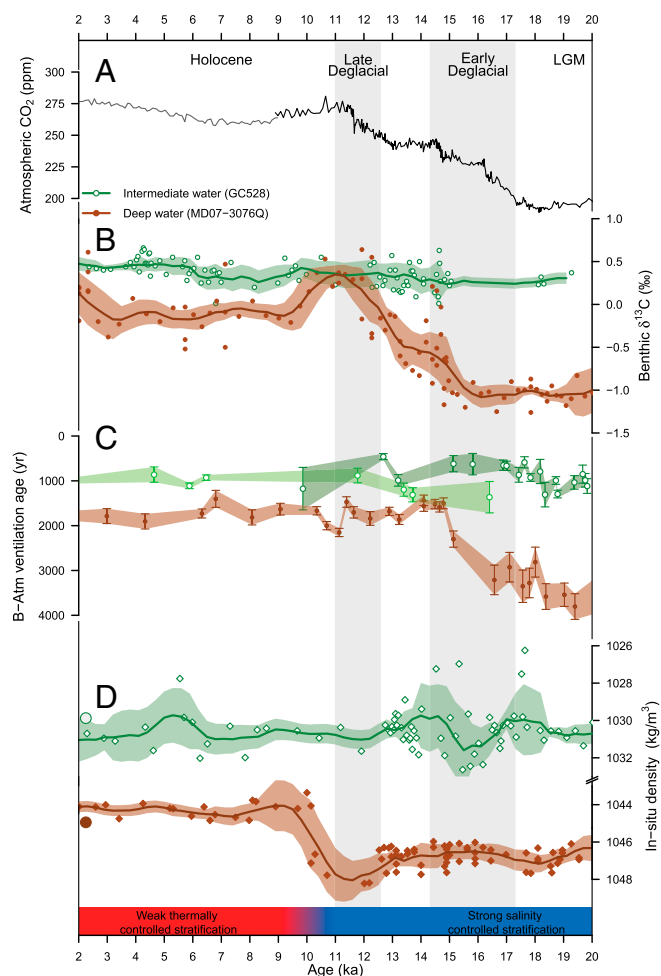 2 3 4 5 6 7 8 9 10 11 12 13 14 15 16 17 18 19 20
A
Holocene
Late
Deglacial
Early
Deglacial
LGM
Atmospheric CO2 (ppm)
300
275
250
225
200
Intermediate water (GC528)
Deep water (MD07−3076Q)
B
1.0
0.5
0.0
−0.5
−1.0
−1.5
Benthic δ13C (‰)
C
B−Atm ventilation age (yr)
0
1000
2000
3000
4000
D
1026
1028
1030
1032
1044
1046
1048
In−situ density (kg/m3)
Weak thermally
controlled stratification
Strong salinity
controlled stratification
2 3 4 5 6 7 8 9 10 11 12 13 14 15 16 17 18 19 20
Age (ka)